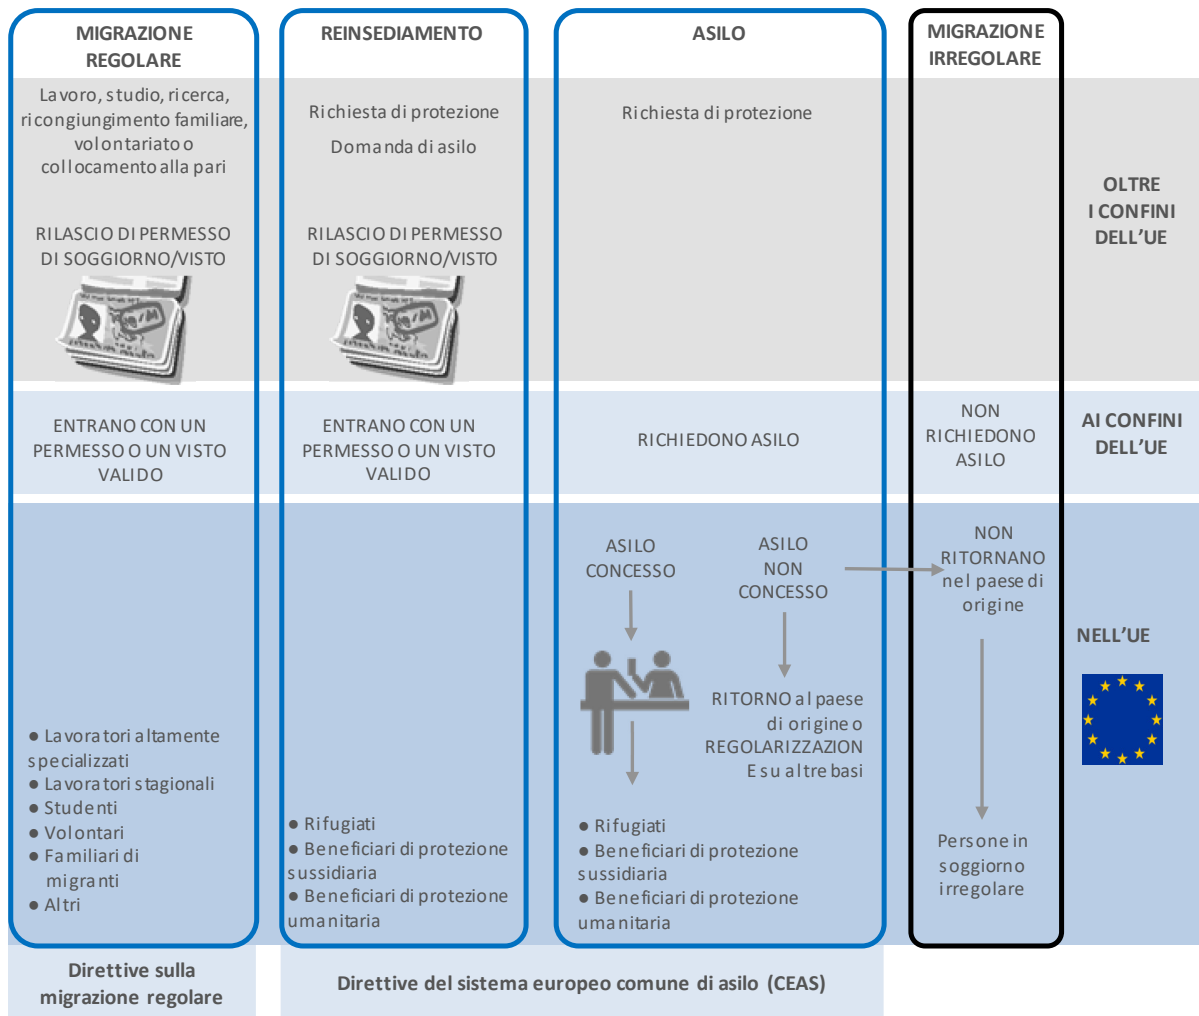 MIGRAZIONE
REGOLARE
Lavoro, studio, ricerca,
ricongiungimento familiare,
volontariato o
collocamento alla pari
RILASCIO DI PERMESSO
DI SOGGIORNO/VISTO
ENTRANO CON UN
PERMESSO O UN VISTO
VALIDO
● Lavoratori altamente
specializzati
● Lavoratori stagionali
● Studenti
● Volontari
● Familiari di
migranti
● Altri
Direttive sulla
migrazione regolare
REINSEDIAMENTO
Richiesta di protezione
Domanda di asilo
RILASCIO DI PERMESSO
DI SOGGIORNO/VISTO
ENTRANO CON UN
PERMESSO O UN VISTO
VALIDO
● Rifugiati
● Beneficiari di protezione
sussidiaria
● Beneficiari di protezione
umanitaria
ASILO
Richiesta di protezione
RICHIEDONO ASILO
ASILO
CONCESSO
ASILO
NON
CONCESSO
RITORNO al paese
di origine o
REGOLARIZZAZION
E su altre basi
● Rifugiati
● Beneficiari di protezione
sussidiaria
● Beneficiari di protezione
umanitaria
Direttive del sistema europeo comune di asilo (CEAS)
MIGRAZIONE
IRREGOLARE
NON
RICHIEDONO
ASILO
NON
RITORNANO
nel paese di
origine
Persone in
soggiorno
irregolare
OLTRE
I CONFINI
DELL'UE
AI CONFINI
DELL'UE
NELL'UE